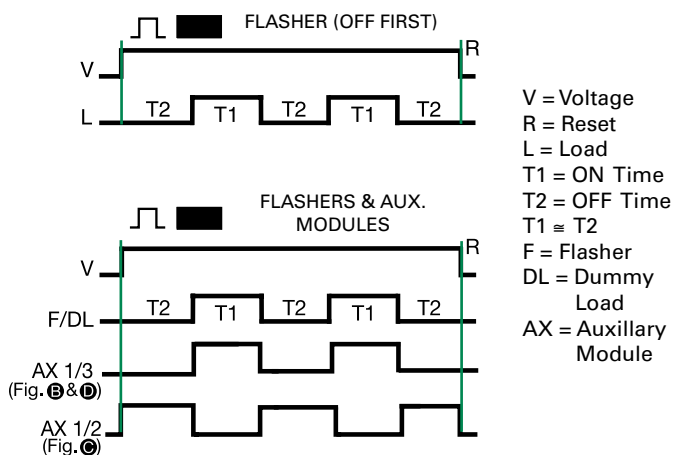 FLASHER (OFF FIRST)
R
V
L
T2 T1 T2 T1 T2
FLASHERS & AUX.
MODULES
R
V
F/DL
T2 T1 T2 T1 T2
AX 1/3
(Fig. B & D)
AX 1/2
(Fig. C)
V = Voltage
R = Reset
L = Load
T1 = ON Time
T2 = OFF Time
T1 ≅ T2
F = Flasher
DL = Dummy
Load
AX = Auxillary
Module